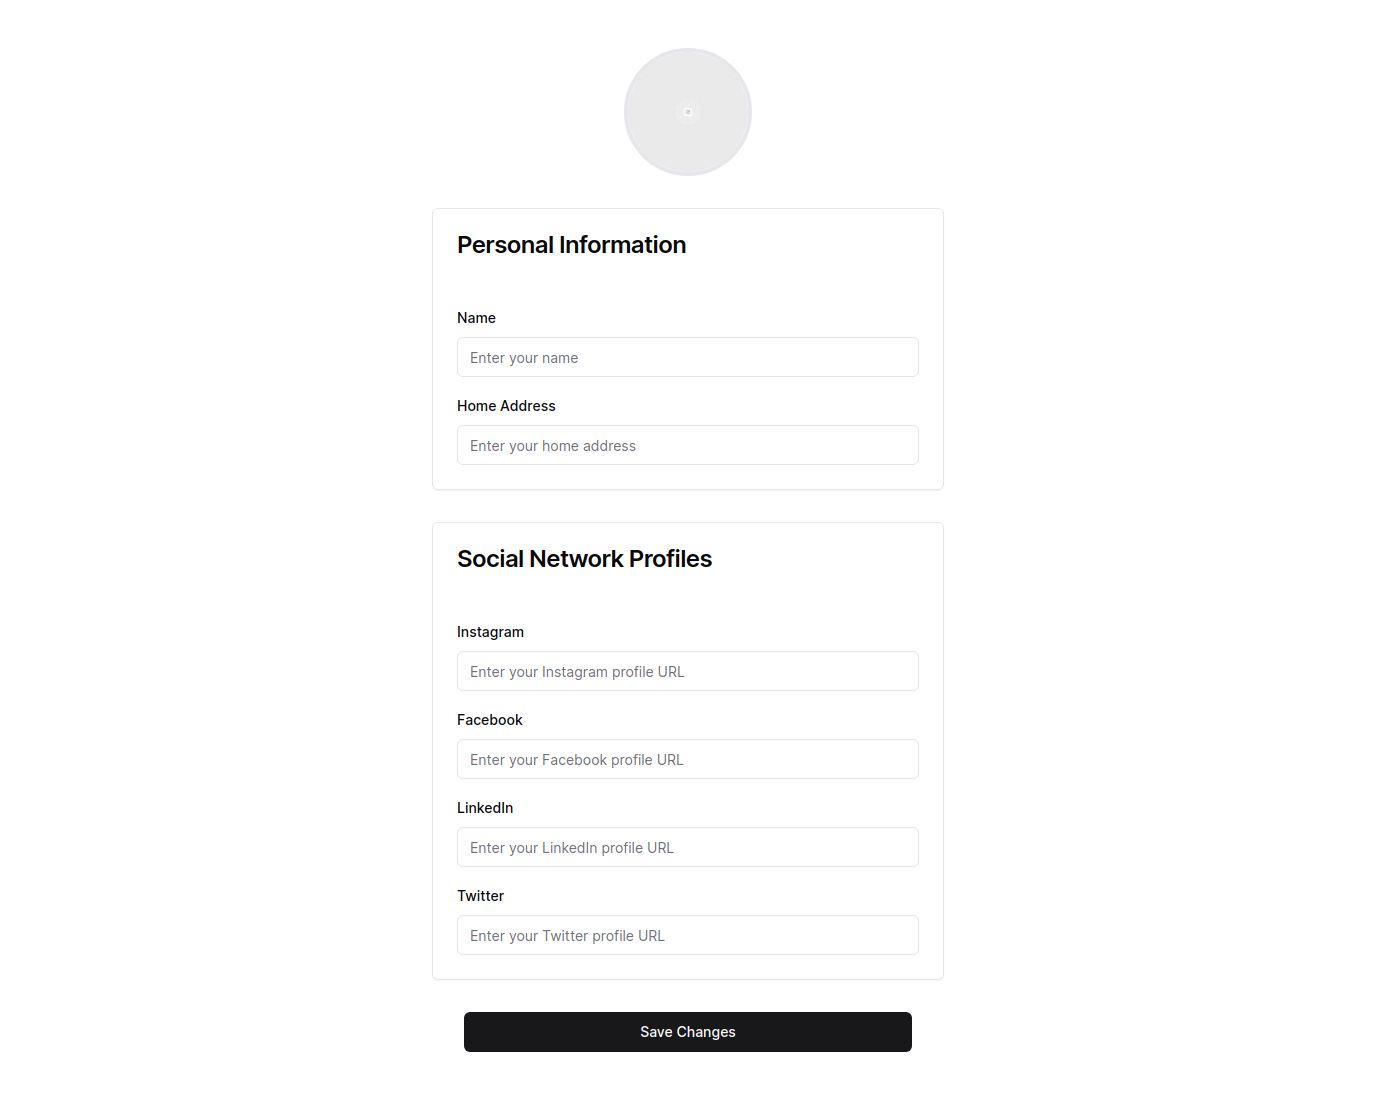 Personal Information
Name
Enter your name
Home Address
Enter your home address
Social Network Profiles
Instagram
Enter your Instagram profile URL
Facebook
Enter your Facebook profile URL
LinkedIn
Enter your LinkedIn profile URL
Twitter
Enter your Twitter profile URL
Save Changes